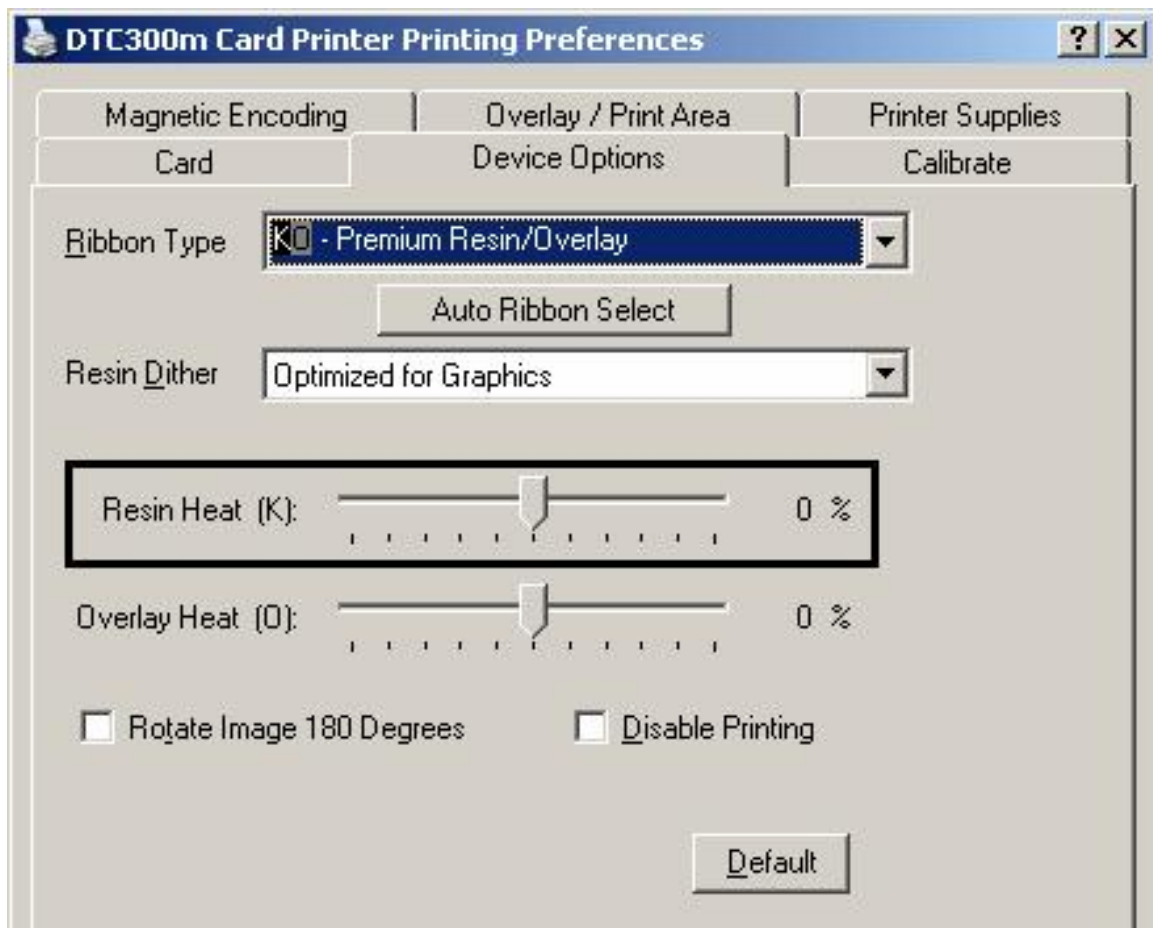 DTC300m Card Printer Printing Preferences
Magnetic Encoding Overlay / Print Area Printer Supplies
Card Device Options Calibrate
Ribbon Type KO - Premium Resin/Overlay
Auto Ribbon Select
Resin Dither Optimized for Graphics
Resin Heat (K): 0 %
Overlay Heat (O): 0 %
Rotate Image 180 Degrees Disable Printing
Default